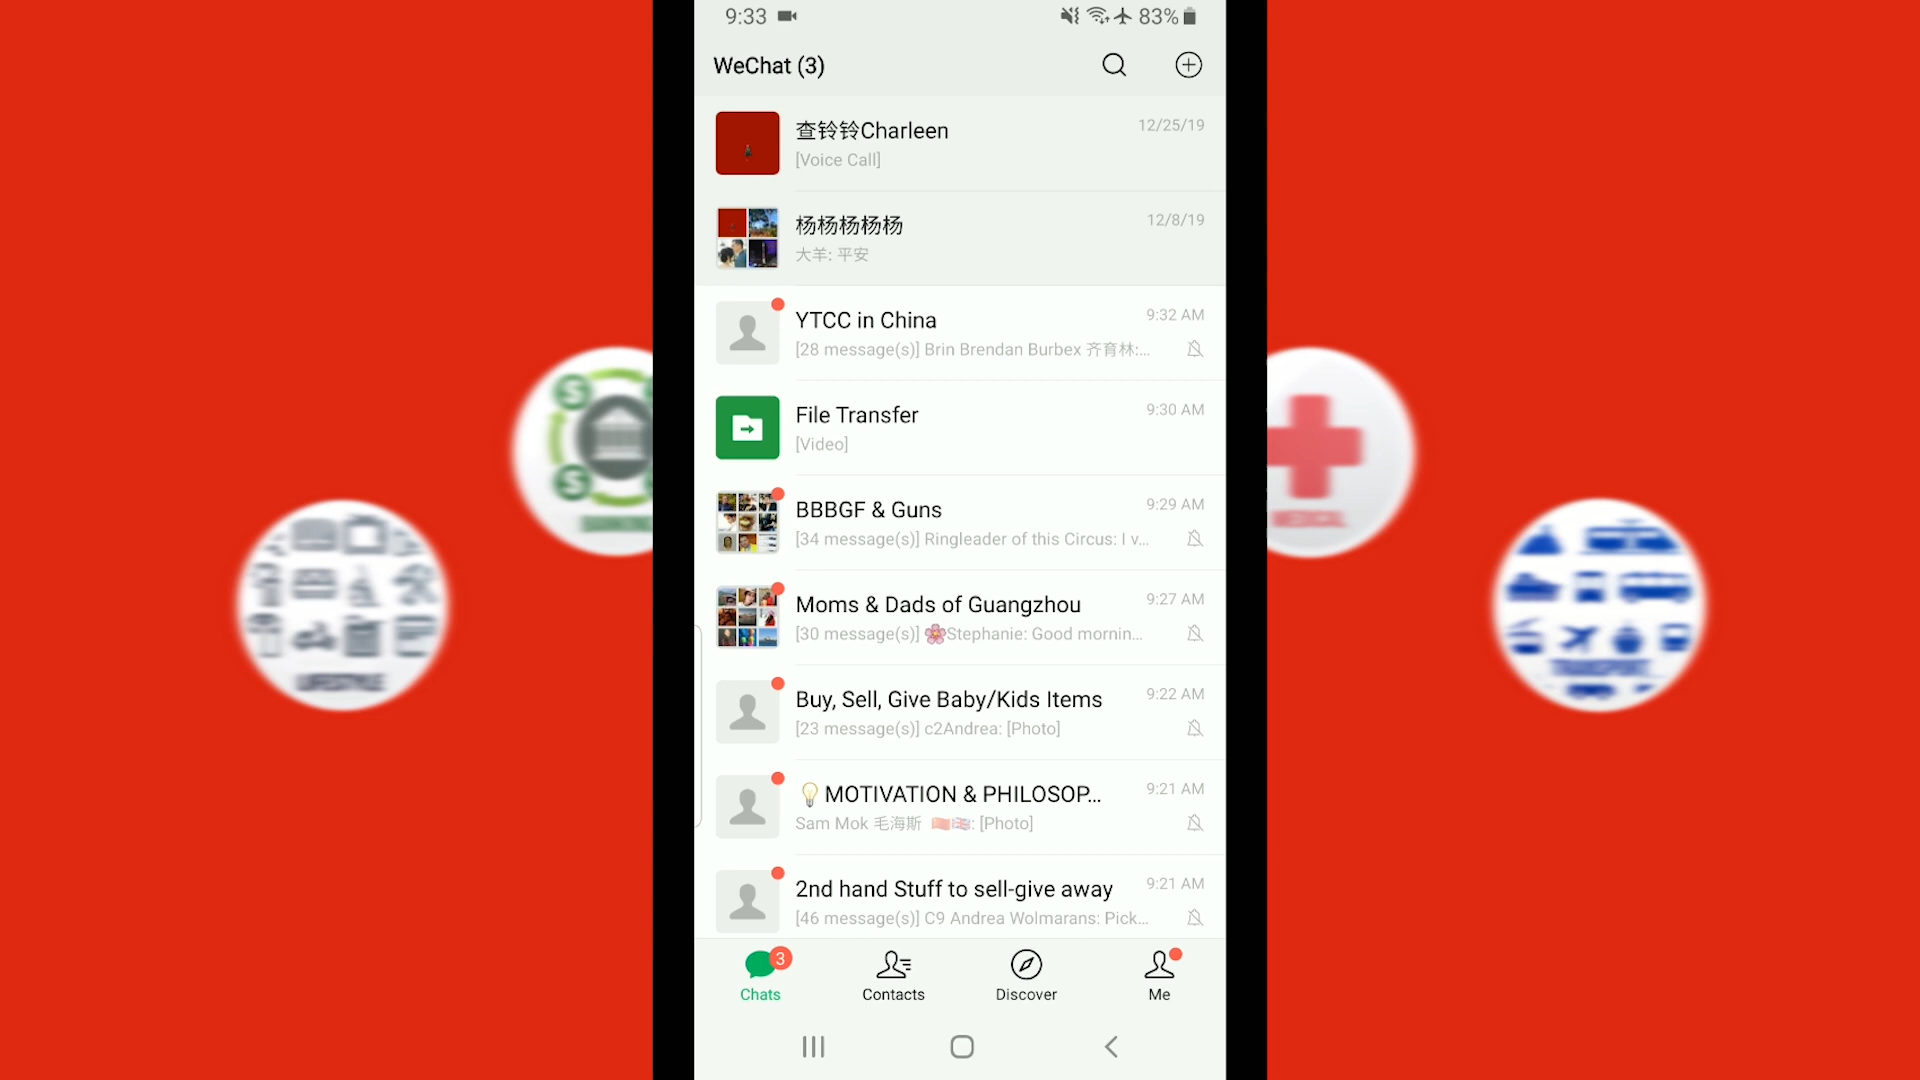 9:33
83%
WeChat (3)
查铃铃Charleen
12/25/19
[Voice Call]
杨杨杨杨杨
12/8/19
大羊: 平安
YTCC in China
9:32 AM
[28 message(s)] Brin Brendan Burbex 齐育林:...
File Transfer
9:30 AM
[Video]
BBBGF & Guns
9:29 AM
[34 message(s)] Ringleader of this Circus: I v...
Moms & Dads of Guangzhou
9:27 AM
[30 message(s)] 🌸Stephanie: Good mornin...
Buy, Sell, Give Baby/Kids Items
9:22 AM
[23 message(s)] c2Andrea: [Photo]
💡MOTIVATION & PHILOSOP...
9:21 AM
Sam Mok 毛海斯 🇨🇳🇬🇧: [Photo]
2nd hand Stuff to sell-give away
9:21 AM
[46 message(s)] C9 Andrea Wolmarans: Pick...
3
Chats
Contacts
Discover
Me
LIFESTYLE
MEDICAL
TRANSPORT